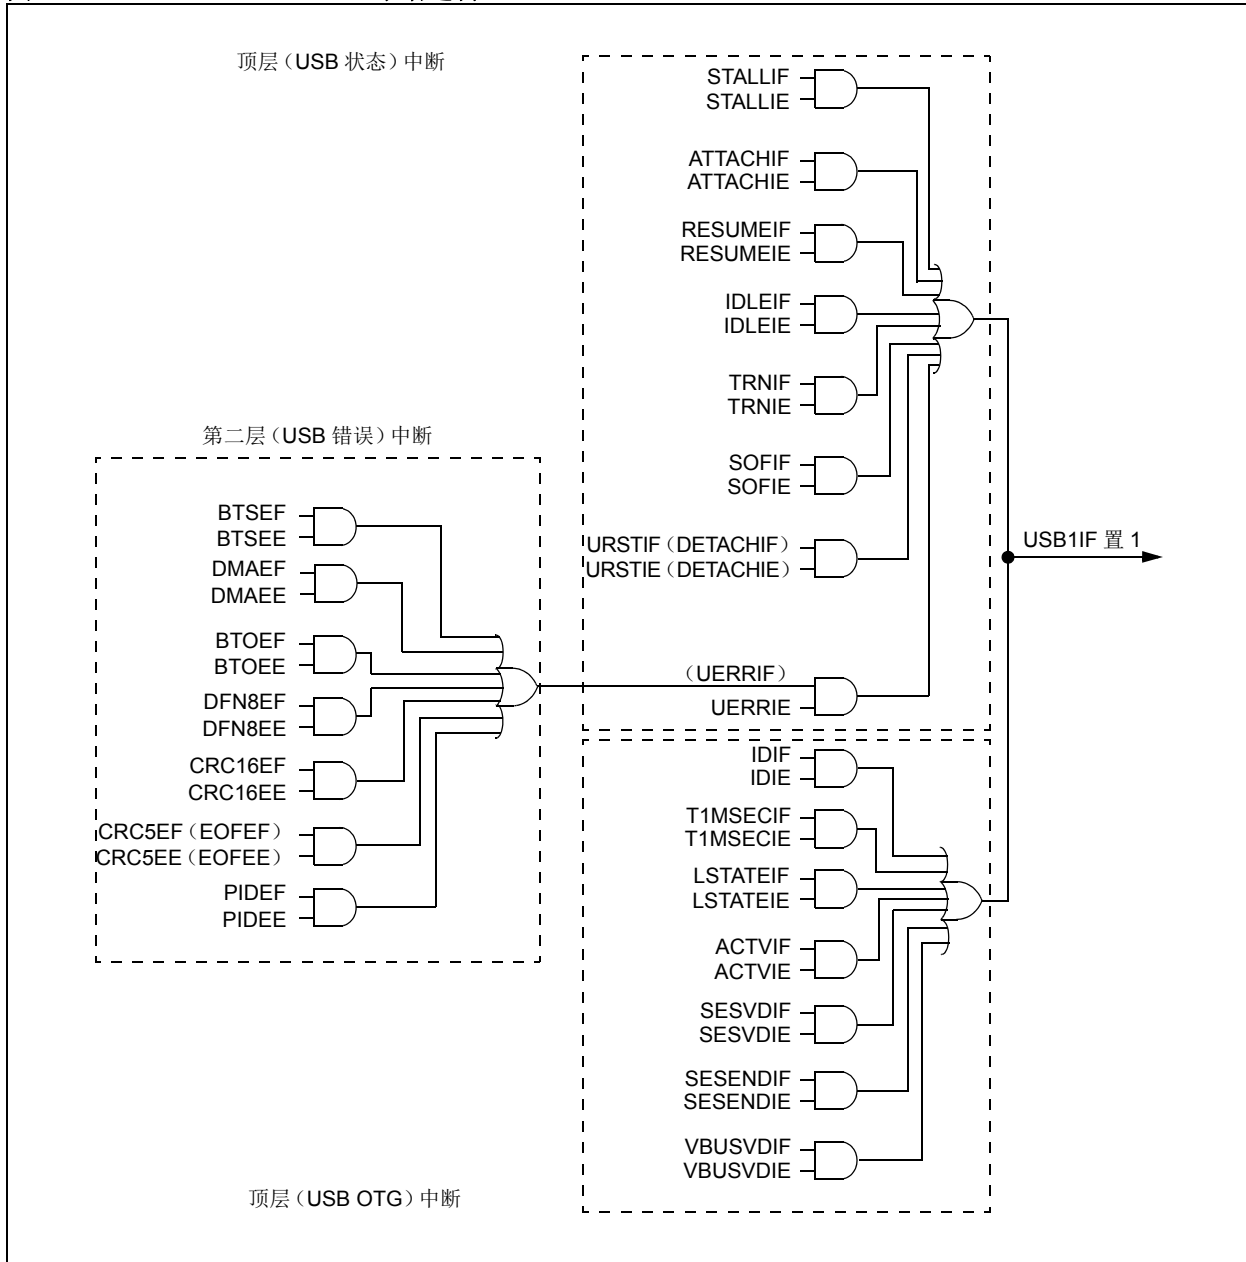 顶层（USB 状态）中断
STALLIF
STALLIE
ATTACHIF
ATTACHIE
RESUMEIF
RESUMEIE
IDLEIF
IDLEIE
TRNIF
TRNIE
SOFIF
SOFIE
URSTIF（DETACHIF）
URSTIE（DETACHIE）
（UERRIF）
UERRIE
第二层（USB 错误）中断
BTSEF
BTSEE
DMAEF
DMAEE
BTOEF
BTOEE
DFN8EF
DFN8EE
CRC16EF
CRC16EE
CRC5EF（EOFEF）
CRC5EE（EOFEE）
PIDEF
PIDEE
USB1IF 置 1
IDIF
IDIE
T1MSECIF
T1MSECIE
LSTATEIF
LSTATEIE
ACTVIF
ACTVIE
SESVDIF
SESVDIE
SESENDIF
SESENDIE
VBUSVDIF
VBUSVDIE
顶层（USB OTG）中断